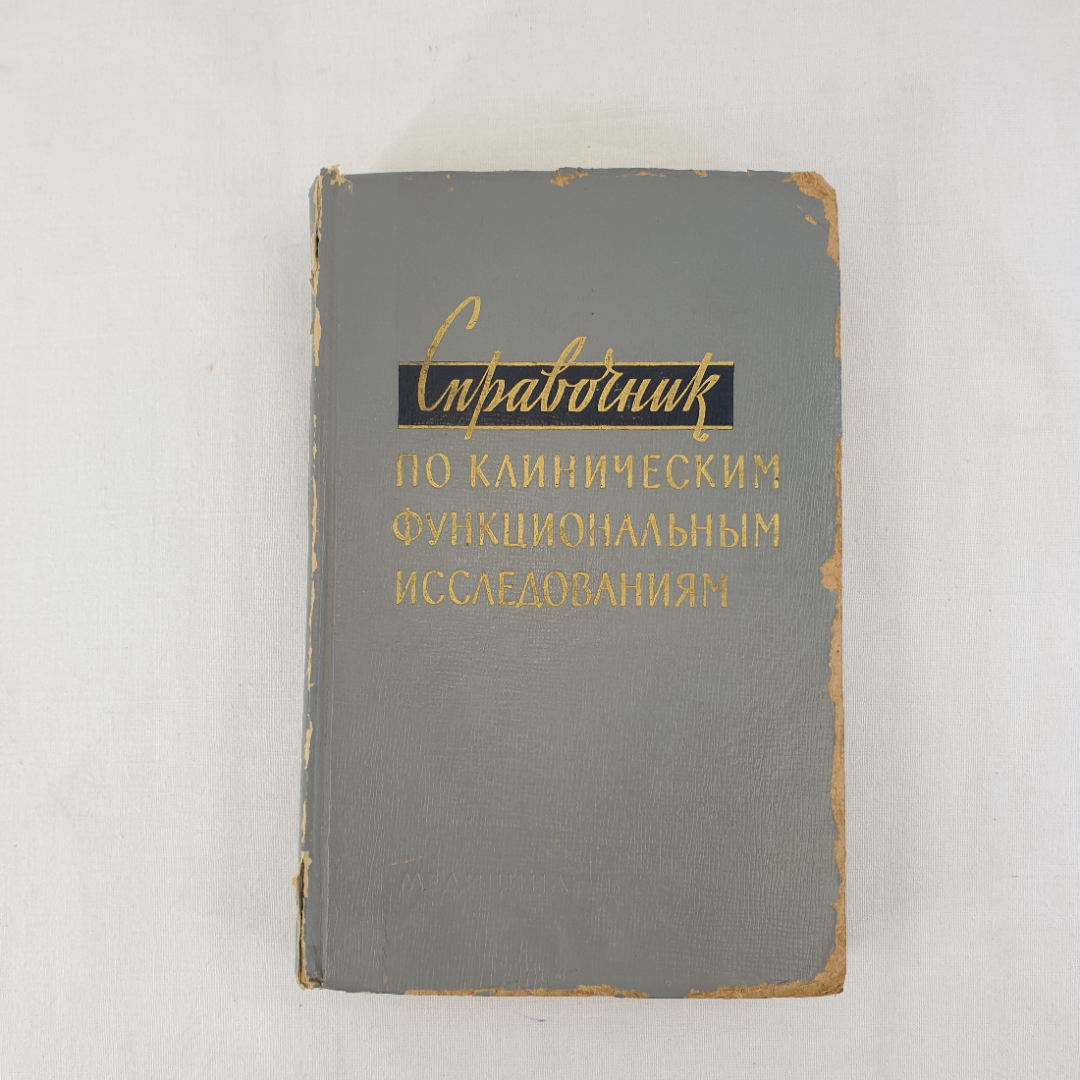 Справочник
ПО КЛИНИЧЕСКИМ
ФУНКЦИОНАЛЬНЫМ
ИССЛЕДОВАНИЯМ